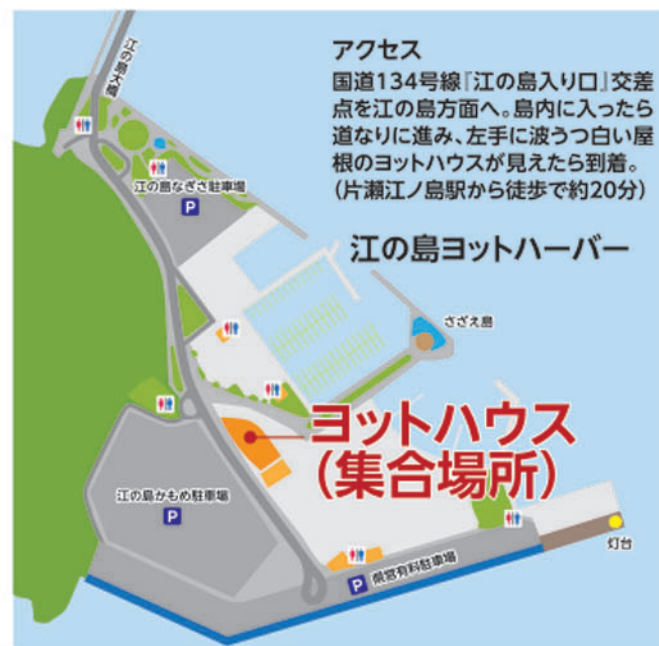 アクセス
国道134号線『江の島入り口』交差
点を江の島方面へ。島内に入ったら
道なりに進み、左手に波うつ白い屋
根のヨットハウスが見えたら到着。
(片瀬江ノ島駅から徒歩で約20分)
江の島大橋
江の島なぎさ駐車場
P
江の島ヨットハーバー
さざえ島
ヨットハウス
(集合場所)
江の島かもめ駐車場
P
灯台
P 県営有料駐車場